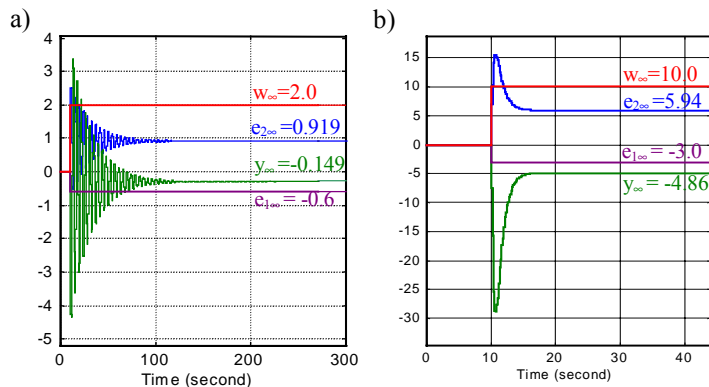 a)
4
3
2
1
0
-1
-2
-3
-4
-5
w∞=2.0
e2∞=0.919
y∞=-0.149
e1∞= -0.6
0 100 200 300
Time (second)
b)
15
10
5
0
-5
-10
-15
-20
-25
-30
w∞=10.0
e2∞=5.94
e1∞= -3.0
y∞= -4.86
0 10 20 30 40
Time (second)